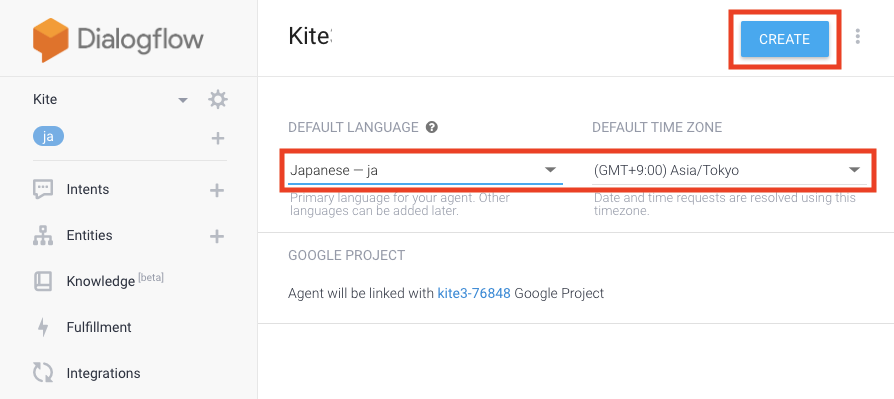 Dialogflow
Kite3
CREATE
Kite
ja
DEFAULT LANGUAGE ?
DEFAULT TIME ZONE
Japanese — ja
(GMT+9:00) Asia/Tokyo
Primary language for your agent. Other
languages can be added later.
Date and time requests are resolved using this
timezone.
Intents
Entities
Knowledge [beta]
Fulfillment
Integrations
GOOGLE PROJECT
Agent will be linked with kite3-76848 Google Project